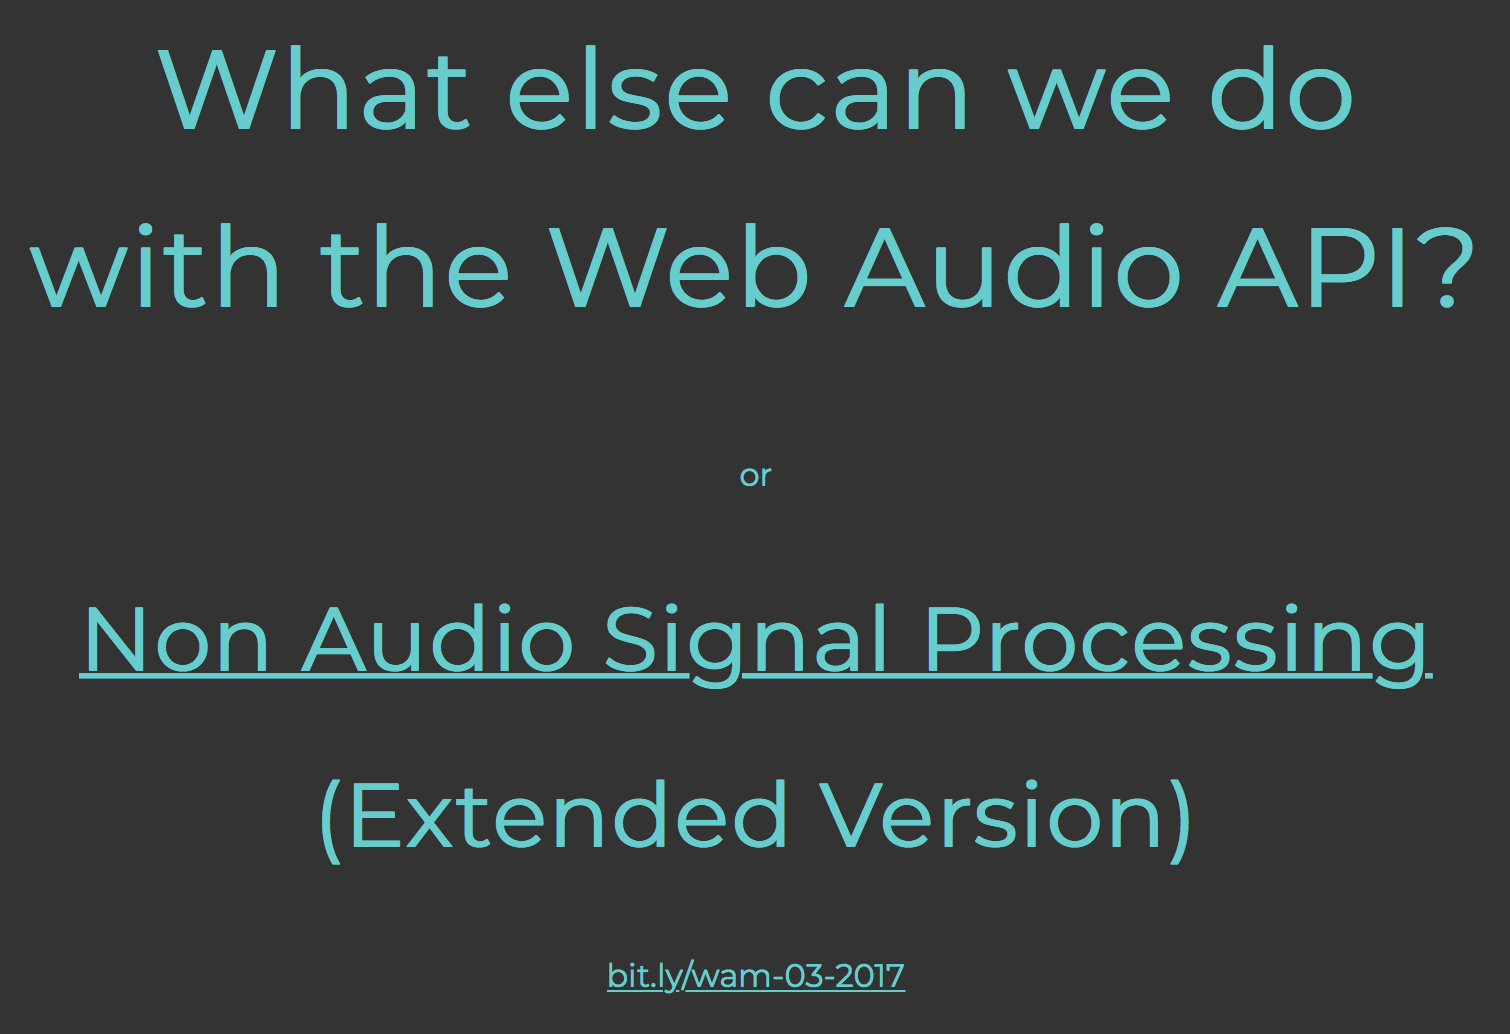 What else can we do
with the Web Audio API?
or
Non Audio Signal Processing
(Extended Version)
bit.ly/wam-03-2017